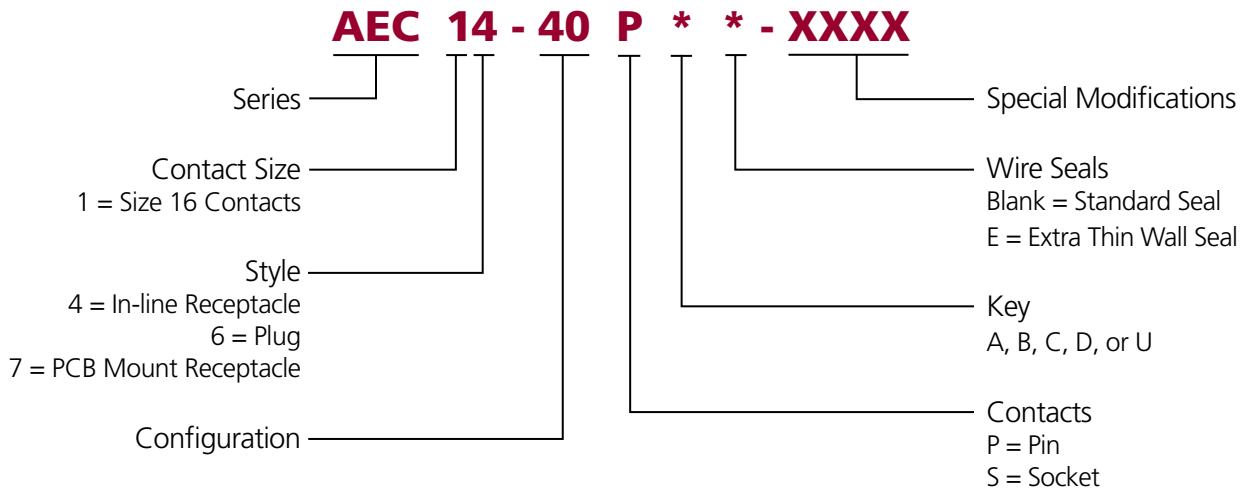 AEC 14 - 40 P * * - XXXX
Series
Contact Size
1 = Size 16 Contacts
Style
4 = In-line Receptacle
6 = Plug
7 = PCB Mount Receptacle
Configuration
Special Modifications
Wire Seals
Blank = Standard Seal
E = Extra Thin Wall Seal
Key
A, B, C, D, or U
Contacts
P = Pin
S = Socket